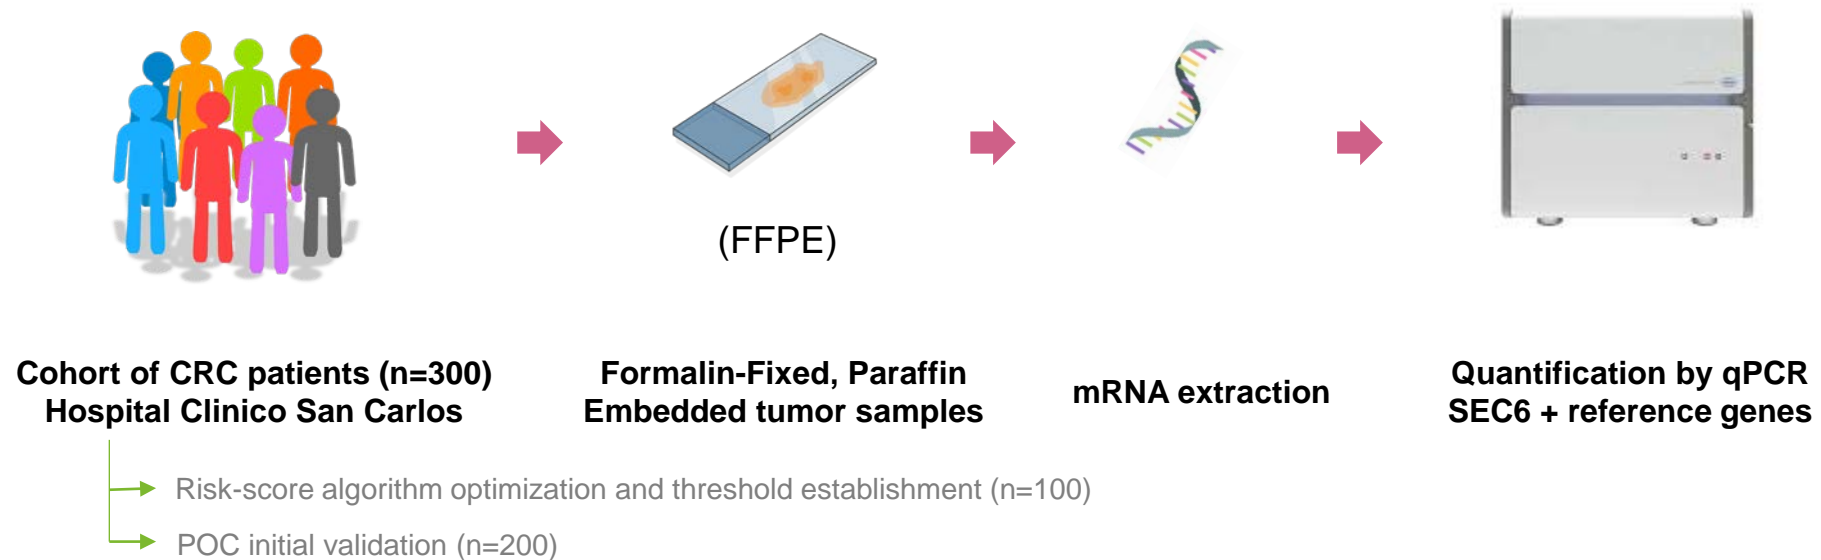 (FFPE)
Cohort of CRC patients (n=300)
Hospital Clinico San Carlos
Formalin-Fixed, Paraffin
Embedded tumor samples
mRNA extraction
Quantification by qPCR
SEC6 + reference genes
Risk-score algorithm optimization and threshold establishment (n=100)
POC initial validation (n=200)